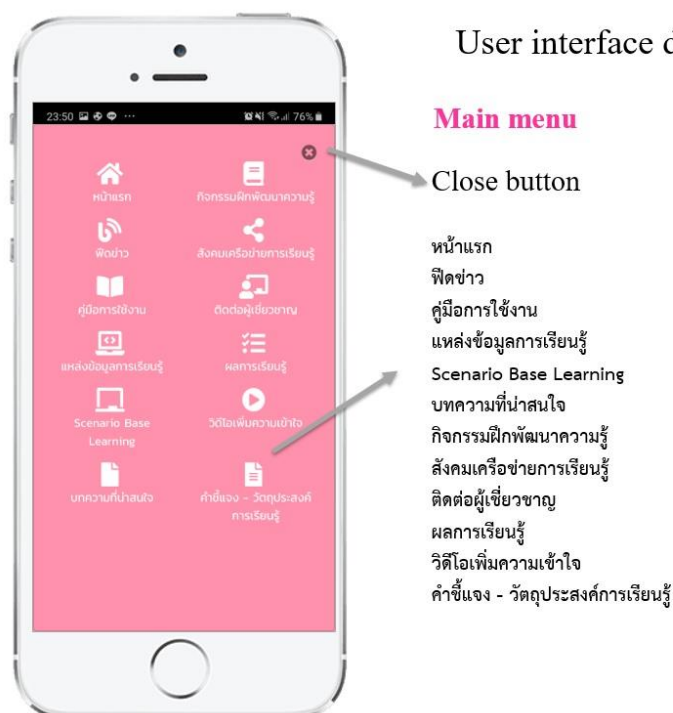 User interface d
Main menu
Close button
23:50 ... 76%
หน้าแรก
กิจกรรมฝึกพัฒนาความรู้
ฟีดข่าว
สังคมเครือข่ายการเรียนรู้
คู่มือการใช้งาน
ติดต่อผู้เชี่ยวชาญ
แหล่งข้อมูลการเรียนรู้
ผลการเรียนรู้
Scenario Base
Learning
วิดีโอเพิ่มความเข้าใจ
บทความที่น่าสนใจ
คำชี้แจง - วัตถุประสงค์
การเรียนรู้
หน้าแรก
ฟีดข่าว
คู่มือการใช้งาน
แหล่งข้อมูลการเรียนรู้
Scenario Base Learning
บทความที่น่าสนใจ
กิจกรรมฝึกพัฒนาความรู้
สังคมเครือข่ายการเรียนรู้
ติดต่อผู้เชี่ยวชาญ
ผลการเรียนรู้
วิดีโอเพิ่มความเข้าใจ
คำชี้แจง - วัตถุประสงค์การเรียนรู้